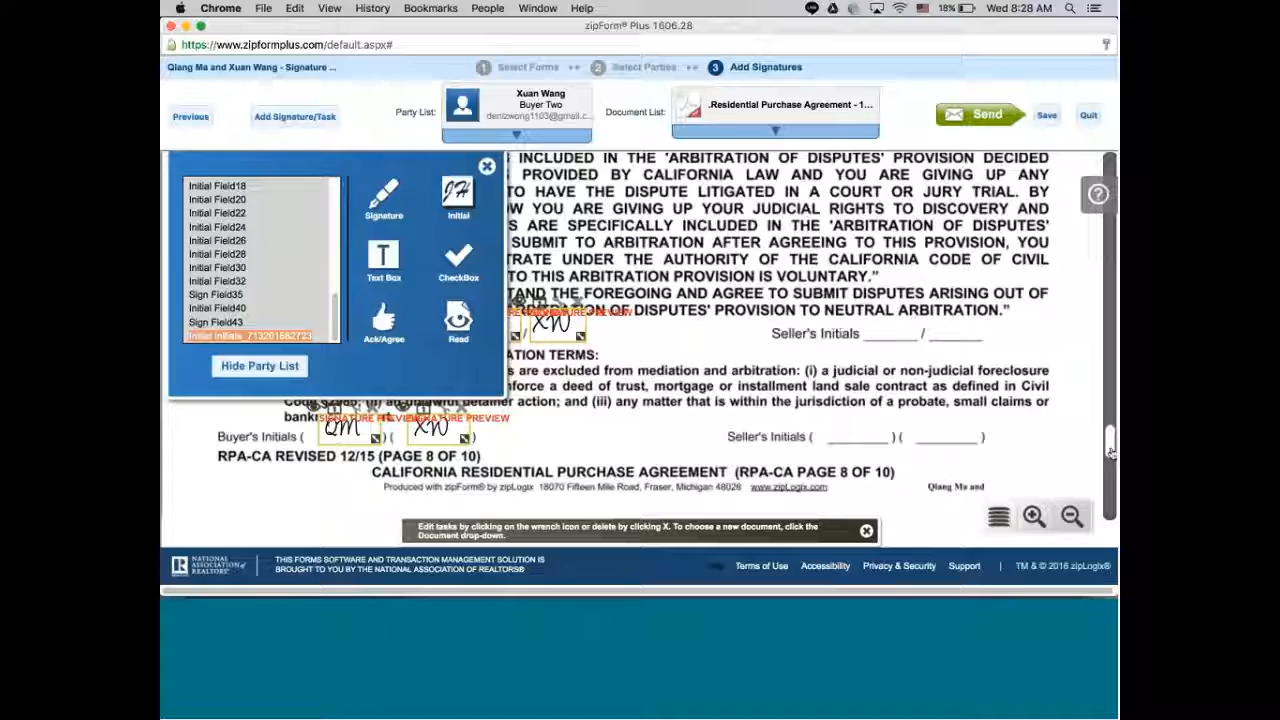 Chrome File Edit View History Bookmarks People Window Help 18% Wed 8:28 AM
zipForm® Plus 1606.28
https://www.zipformplus.com/default.aspx#
Qiang Ma and Xuan Wang - Signature ... 1 Select Forms 2 Select Parties 3 Add Signatures
Previous
Add Signature/Task
Party List:
Xuan Wang
Buyer Two
denizwong1103@gmail.c...
Document List:
.Residential Purchase Agreement - 1...
Send
Save
Quit
Initial Field18
Initial Field20
Initial Field22
Initial Field24
Initial Field26
Initial Field28
Initial Field30
Initial Field32
Sign Field35
Initial Field40
Sign Field43
Signature
JH
Initial
T
Text Box
CheckBox
Ack/Agree
Read
Hide Party List
INCLUDED IN THE 'ARBITRATION OF DISPUTES' PROVISION DECIDED
PROVIDED BY CALIFORNIA LAW AND YOU ARE GIVING UP ANY
TO HAVE THE DISPUTE LITIGATED IN A COURT OR JURY TRIAL. BY
YOU ARE GIVING UP YOUR JUDICIAL RIGHTS TO DISCOVERY AND
ARE SPECIFICALLY INCLUDED IN THE 'ARBITRATION OF DISPUTES'
SUBMIT TO ARBITRATION AFTER AGREEING TO THIS PROVISION, YOU
UNDER THE AUTHORITY OF THE CALIFORNIA CODE OF CIVIL
TO THIS ARBITRATION PROVISION IS VOLUNTARY.”
THE FOREGOING AND AGREE TO SUBMIT DISPUTES ARISING OUT OF
OF DISPUTES' PROVISION TO NEUTRAL ARBITRATION.”
XW
Seller's Initials ______ / ______
TERMS:
are excluded from mediation and arbitration: (i) a judicial or non-judicial foreclosure
a deed of trust, mortgage or installment land sale contract as defined in Civil
action; and (iii) any matter that is within the jurisdiction of a probate, small claims or
SIGNATURE PREVIEW
Buyer's Initials ( QM ) ( XW ) Seller's Initials ( ______ ) ( ______ )
RPA-CA REVISED 12/15 (PAGE 8 OF 10)
CALIFORNIA RESIDENTIAL PURCHASE AGREEMENT (RPA-CA PAGE 8 OF 10)
Produced with zipForm® by zipLogix 18070 Fifteen Mile Road, Fraser, Michigan 48026 www.zipLogix.com Qiang Ma and
Edit tasks by clicking on the wrench icon or delete by clicking X. To choose a new document, click the
Document drop-down.
NATIONAL
ASSOCIATION of
REALTORS®
THIS FORMS SOFTWARE AND TRANSACTION MANAGEMENT SOLUTION IS
BROUGHT TO YOU BY THE NATIONAL ASSOCIATION OF REALTORS®
Terms of Use Accessibility Privacy & Security Support | TM & © 2016 zipLogix®